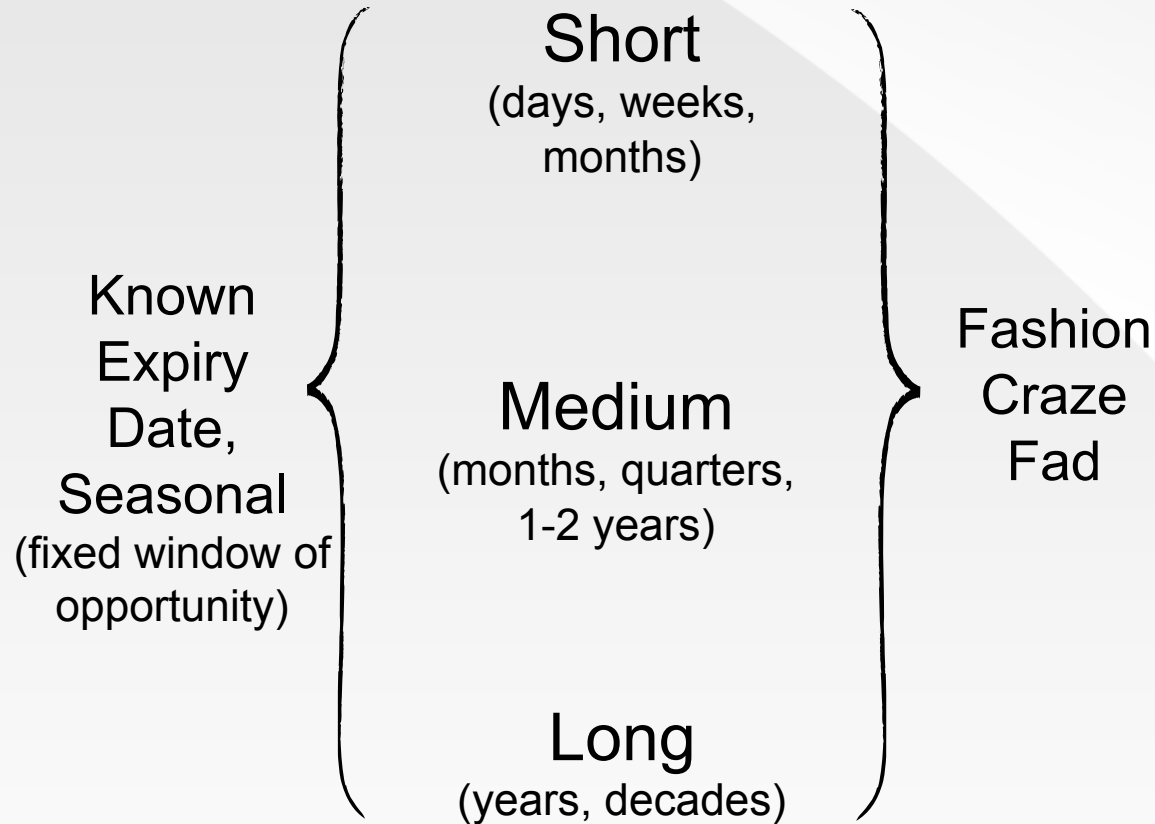 Short
(days, weeks,
months)
Known
Expiry
Date,
Seasonal
(fixed window of
opportunity)
Medium
(months, quarters,
1-2 years)
Long
(years, decades)
Fashion
Craze
Fad